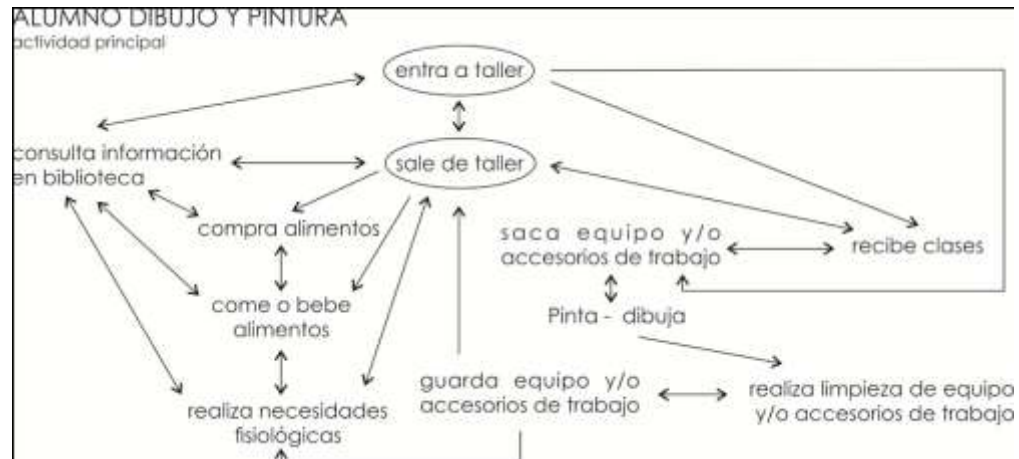 ALUMNO DIBUJO Y PINTURA
actividad principal
entra a taller
consulta información
en biblioteca
sale de taller
compra alimentos
saca equipo y/o
accesorios de trabajo
recibe clases
come o bebe
alimentos
Pinta - dibuja
guarda equipo y/o
accesorios de trabajo
realiza limpieza de equipo
y/o accesorios de trabajo
realiza necesidades
fisiológicas